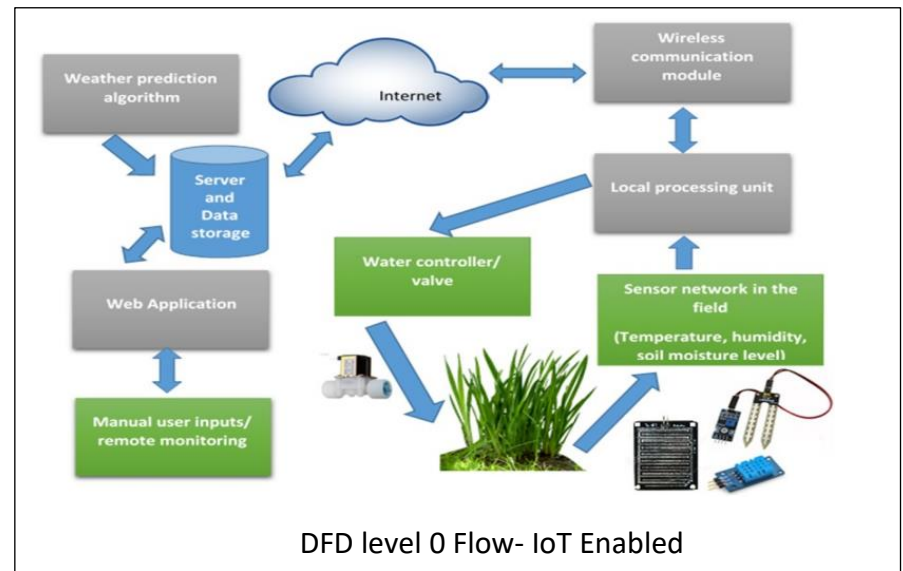 Weather prediction
algorithm
Internet
Wireless
communication
module
Server
and
Data
storage
Local processing unit
Water controller/
valve
Web Application
Sensor network in the
field
(Temperature, humidity,
soil moisture level)
Manual user inputs/
remote monitoring
DFD level 0 Flow- IoT Enabled